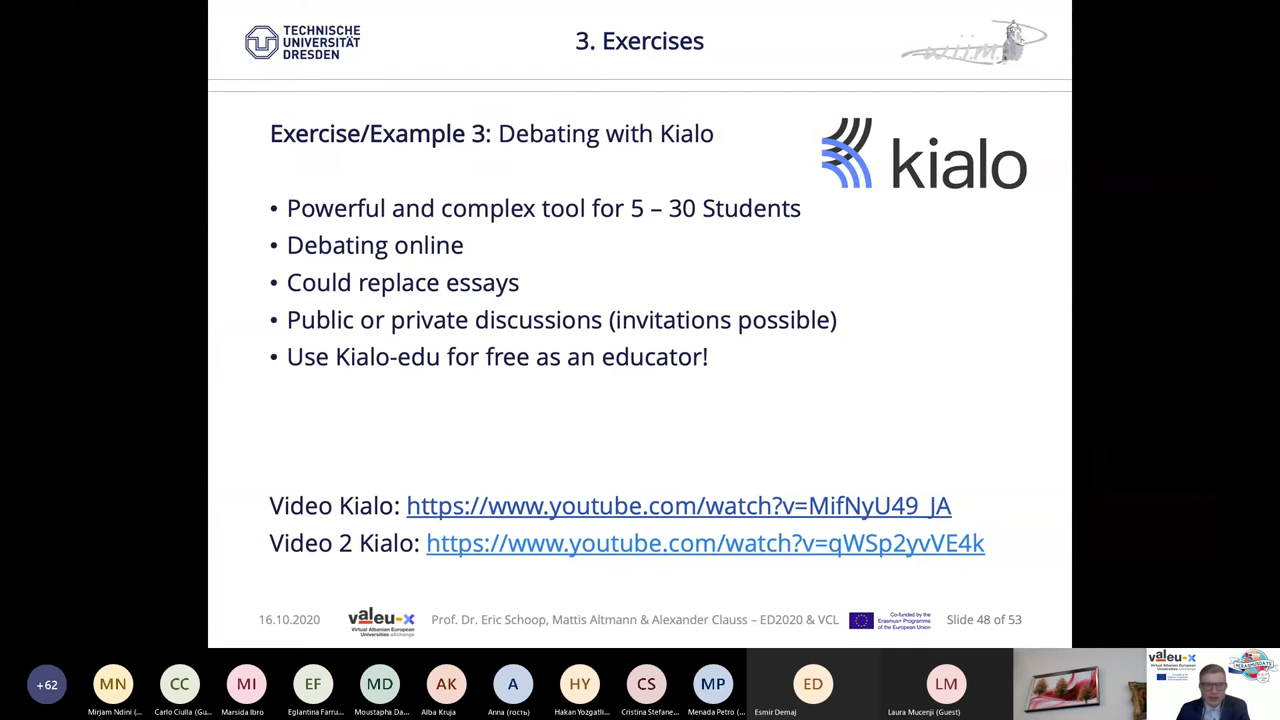 TECHNISCHE
UNIVERSITÄT
DRESDEN
3. Exercises
w.i.i.m.
Exercise/Example 3: Debating with Kialo
kialo
• Powerful and complex tool for 5 – 30 Students
• Debating online
• Could replace essays
• Public or private discussions (invitations possible)
• Use Kialo-edu for free as an educator!
Video Kialo: https://www.youtube.com/watch?v=MifNyU49_JA
Video 2 Kialo: https://www.youtube.com/watch?v=qWSp2yvVE4k
16.10.2020
valeu-x
Virtual Albanian European
Universities eXchange
Prof. Dr. Eric Schoop, Mattis Altmann & Alexander Clauss – ED2020 & VCL
Co-funded by the
Erasmus+ Programme
of the European Union
Slide 48 of 53
+62
MN
CC
MI
EF
MD
AK
A
HY
CS
MP
ED
LM
valeu-x
#ERASMUSDAYS
Mirjam Ndini (...
Carlo Ciulla (Gu...
Marsida Ibro
Eglantina Farru...
Moustapha Da...
Alba Kruja
Anna (гость)
Hakan Yozgatli...
Cristina Stefane...
Menada Petro (...
Esmir Demaj
Laura Mucenji (Guest)